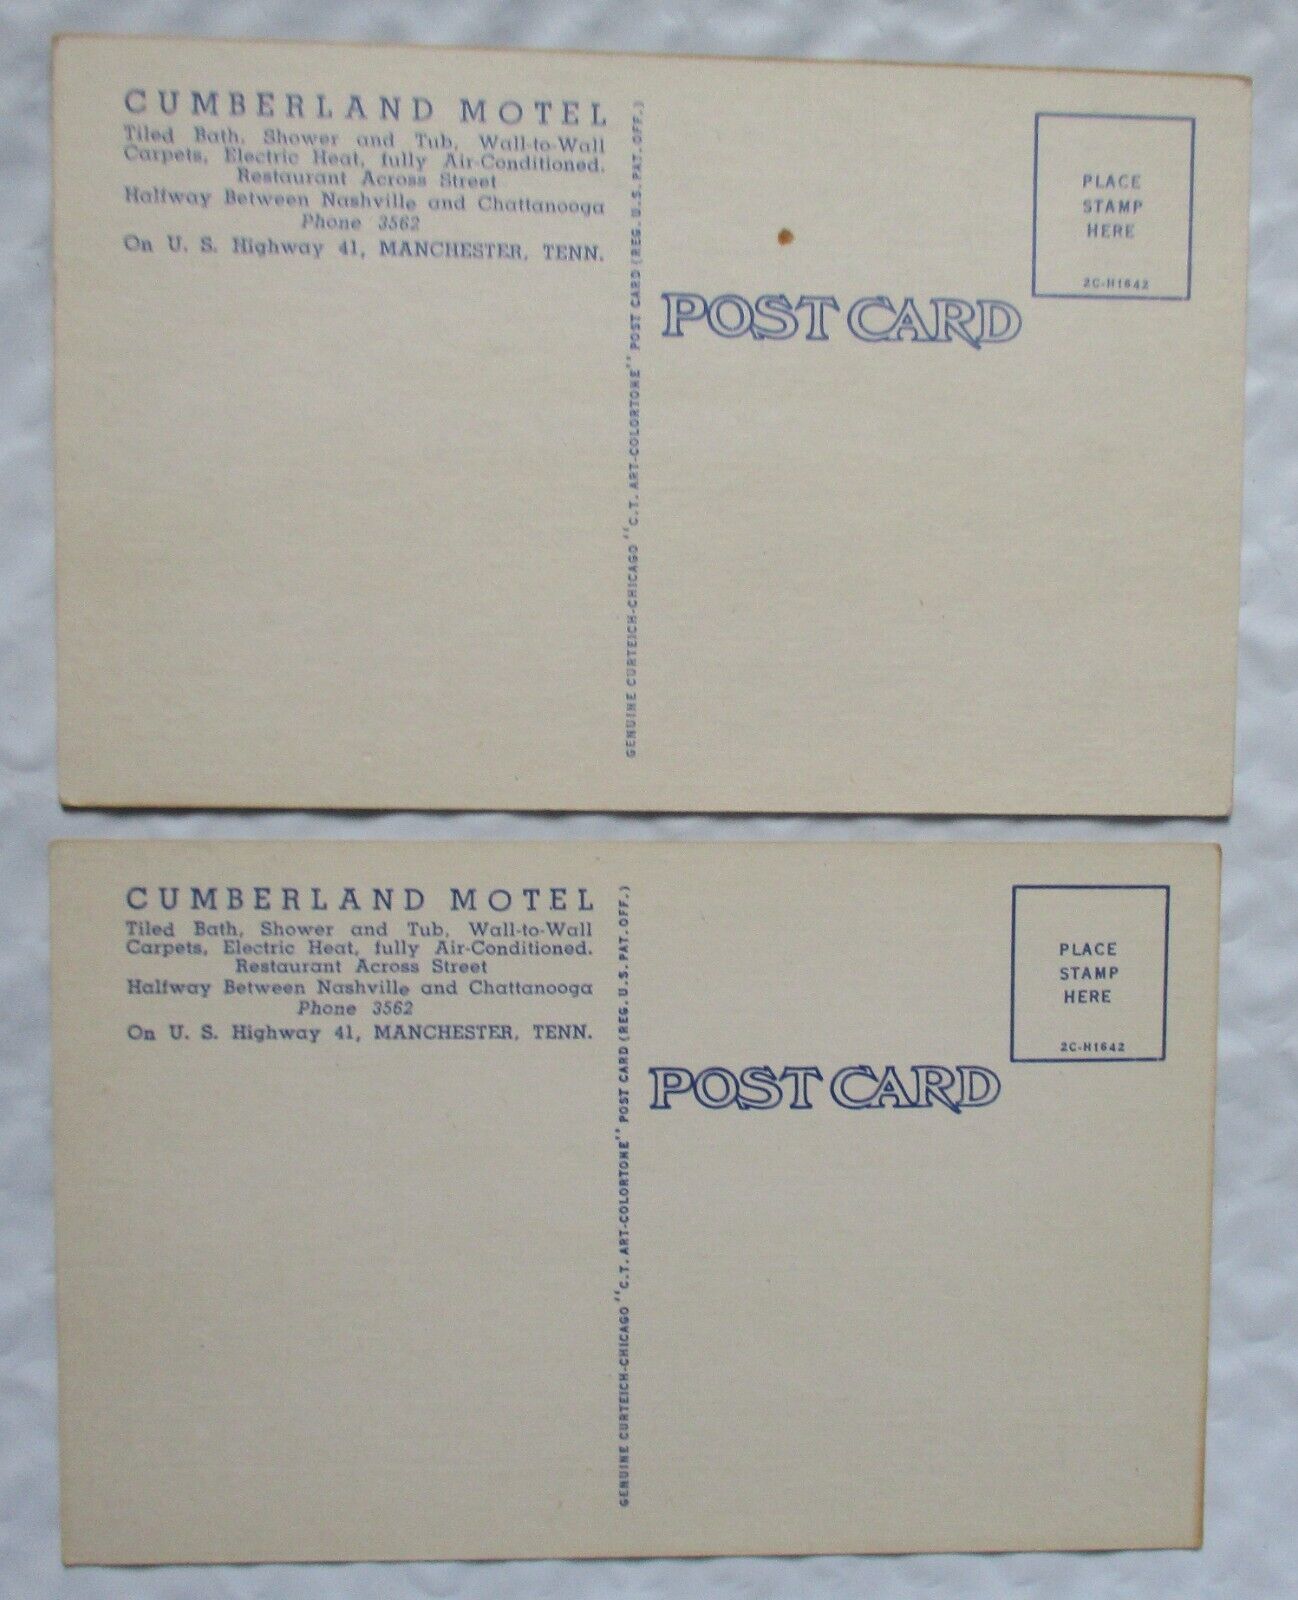 CUMBERLAND MOTEL
Tiled Bath, Shower and Tub, Wall-to-Wall
Carpets, Electric Heat, fully Air-Conditioned.
Restaurant Across Street
Halfway Between Nashville and Chattanooga
Phone 3562
On U. S. Highway 41, MANCHESTER, TENN.
GENUINE CURTEICH-CHICAGO "C.T. ART-COLORTONE" POST CARD (REG. U.S. PAT. OFF.)
POST CARD
PLACE
STAMP
HERE
2C-H1642
CUMBERLAND MOTEL
Tiled Bath, Shower and Tub, Wall-to-Wall
Carpets, Electric Heat, fully Air-Conditioned.
Restaurant Across Street
Halfway Between Nashville and Chattanooga
Phone 3562
On U. S. Highway 41, MANCHESTER, TENN.
GENUINE CURTEICH-CHICAGO "C.T. ART-COLORTONE" POST CARD (REG. U.S. PAT. OFF.)
POST CARD
PLACE
STAMP
HERE
2C-H1642